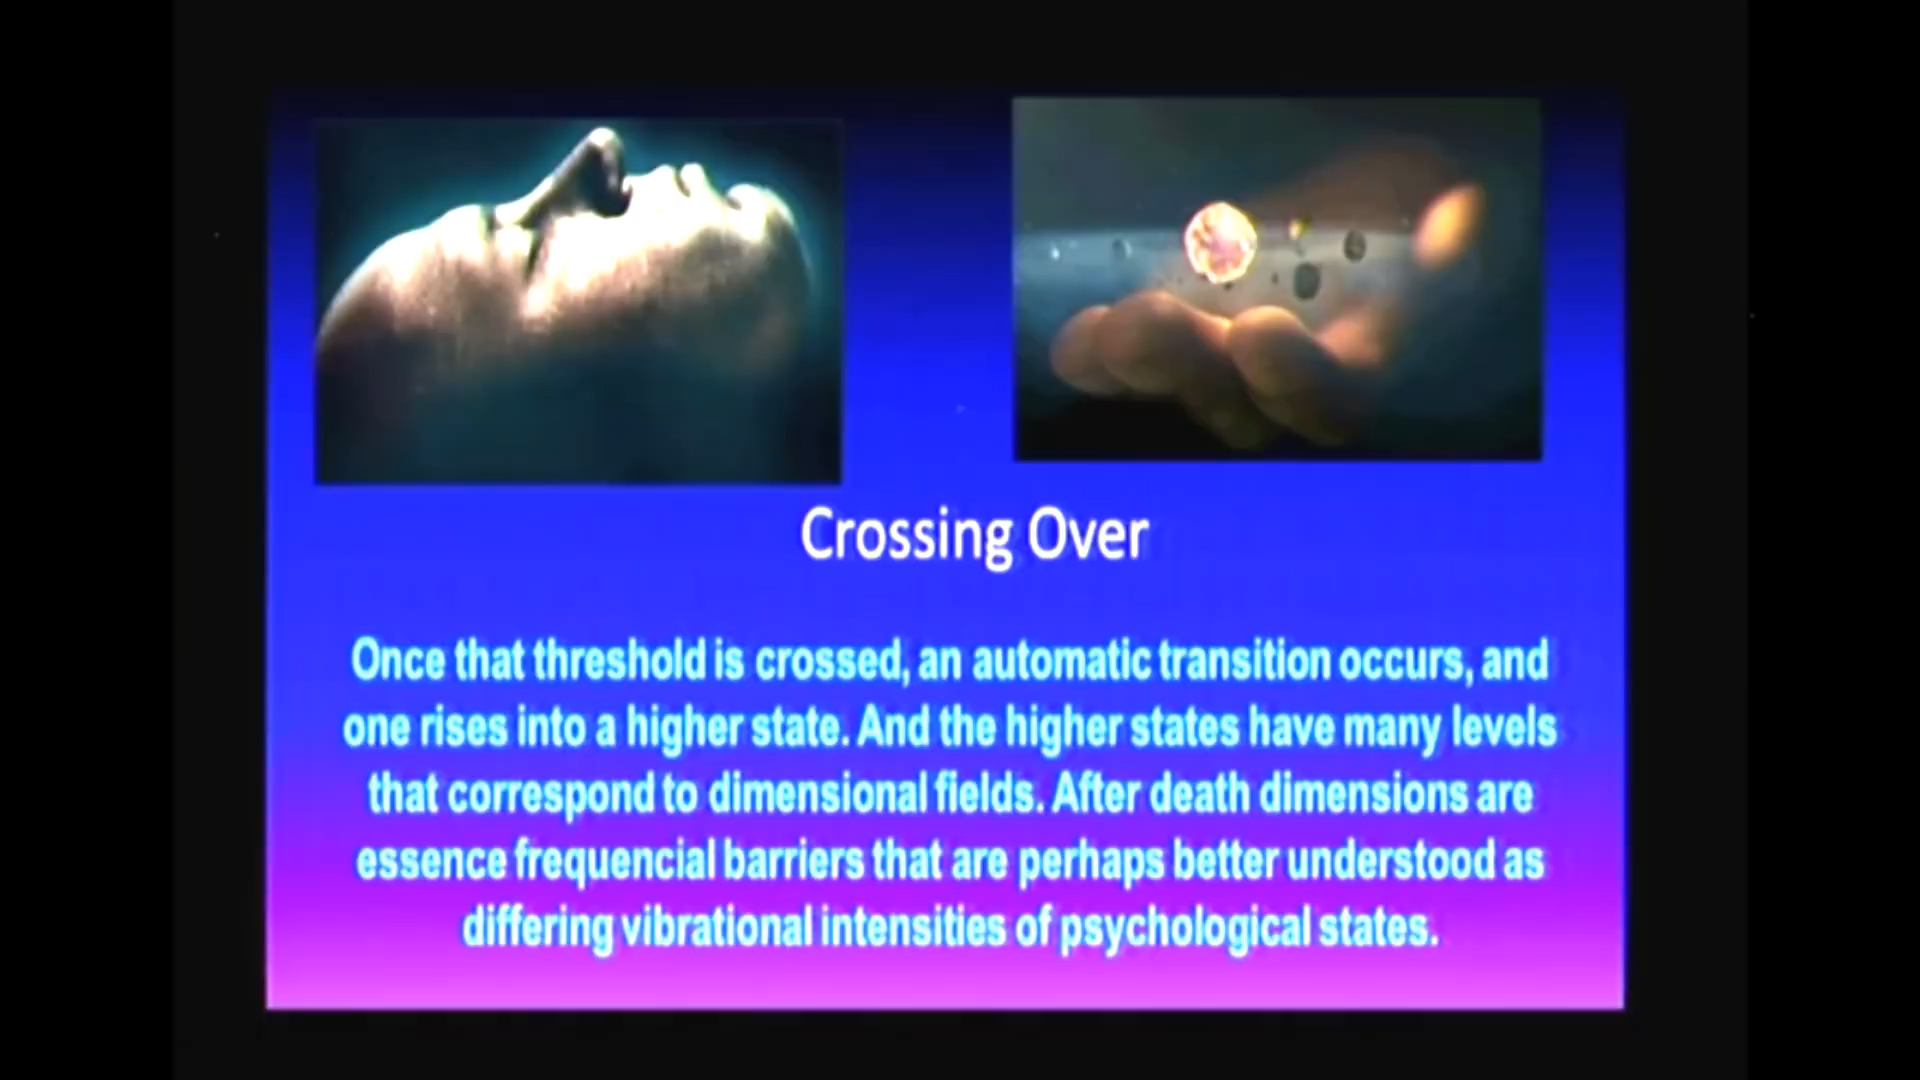 Crossing Over
Once that threshold is crossed, an automatic transition occurs, and
one rises into a higher state. And the higher states have many levels
that correspond to dimensional fields. After death dimensions are
essence frequencial barriers that are perhaps better understood as
differing vibrational intensities of psychological states.